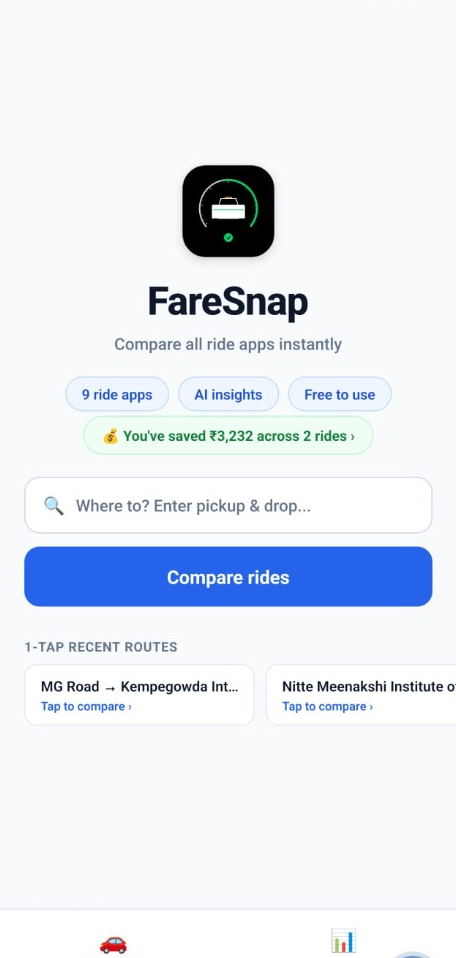 FareSnap
Compare all ride apps instantly
9 ride apps AI insights Free to use
💰 You've saved ₹3,232 across 2 rides ›
🔍 Where to? Enter pickup & drop...
Compare rides
1-TAP RECENT ROUTES
MG Road → Kempegowda Int... Nitte Meenakshi Institute o
Tap to compare › Tap to compare ›